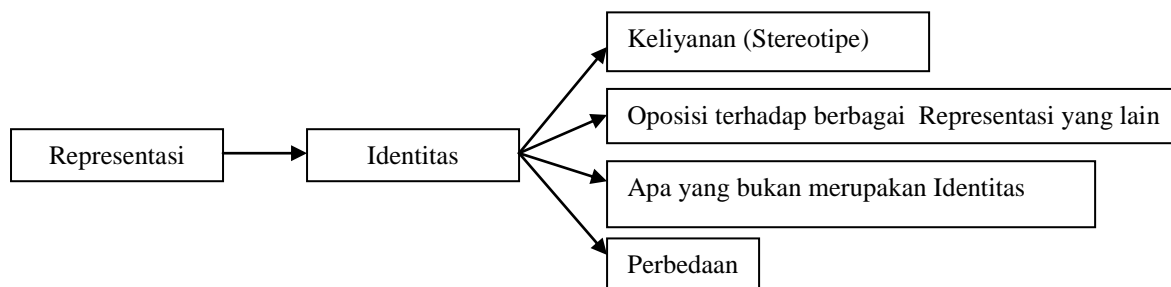 Keliyanan (Stereotipe)
Oposisi terhadap berbagai Representasi yang lain
Representasi
Identitas
Apa yang bukan merupakan Identitas
Perbedaan